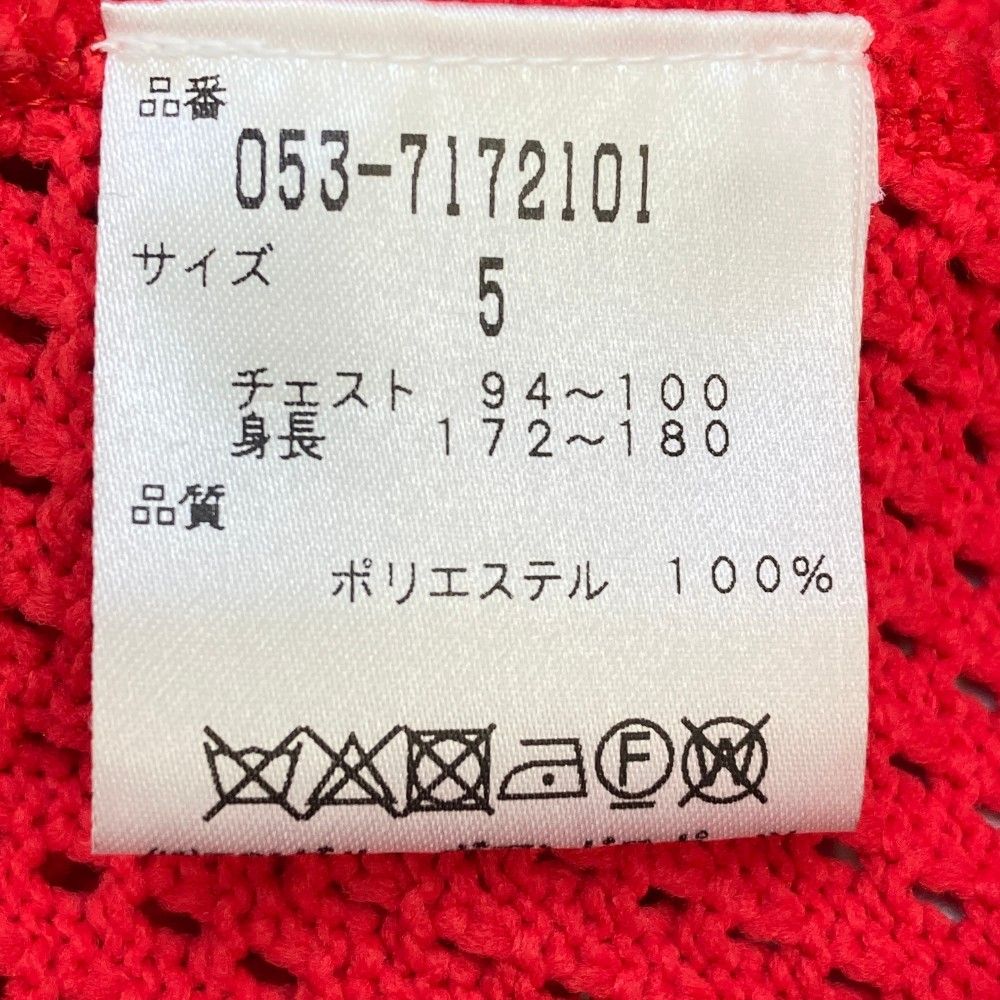 品番
053-7172101
サイズ 5
チェスト 94～100
身長 172～180
品質
ポリエステル 100%
F
W